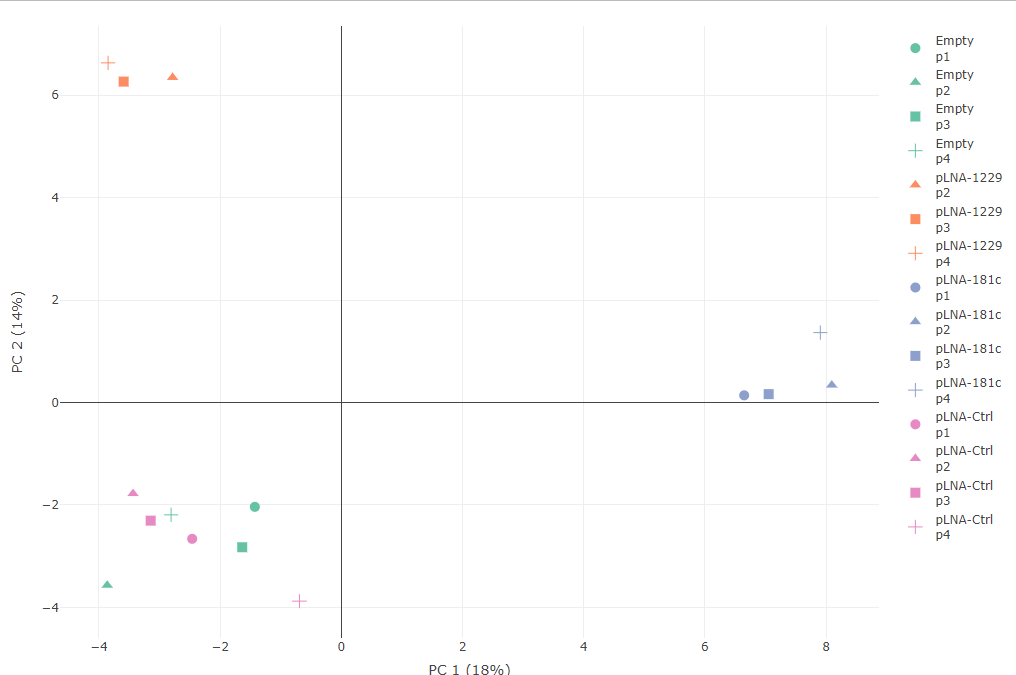 6
4
2
0
−2
−4
PC 2 (14%)
−4
−2
0
2
4
6
8
PC 1 (18%)
Empty
p1
Empty
p2
Empty
p3
Empty
p4
pLNA-1229
p2
pLNA-1229
p3
pLNA-1229
p4
pLNA-181c
p1
pLNA-181c
p2
pLNA-181c
p3
pLNA-181c
p4
pLNA-Ctrl
p1
pLNA-Ctrl
p2
pLNA-Ctrl
p3
pLNA-Ctrl
p4